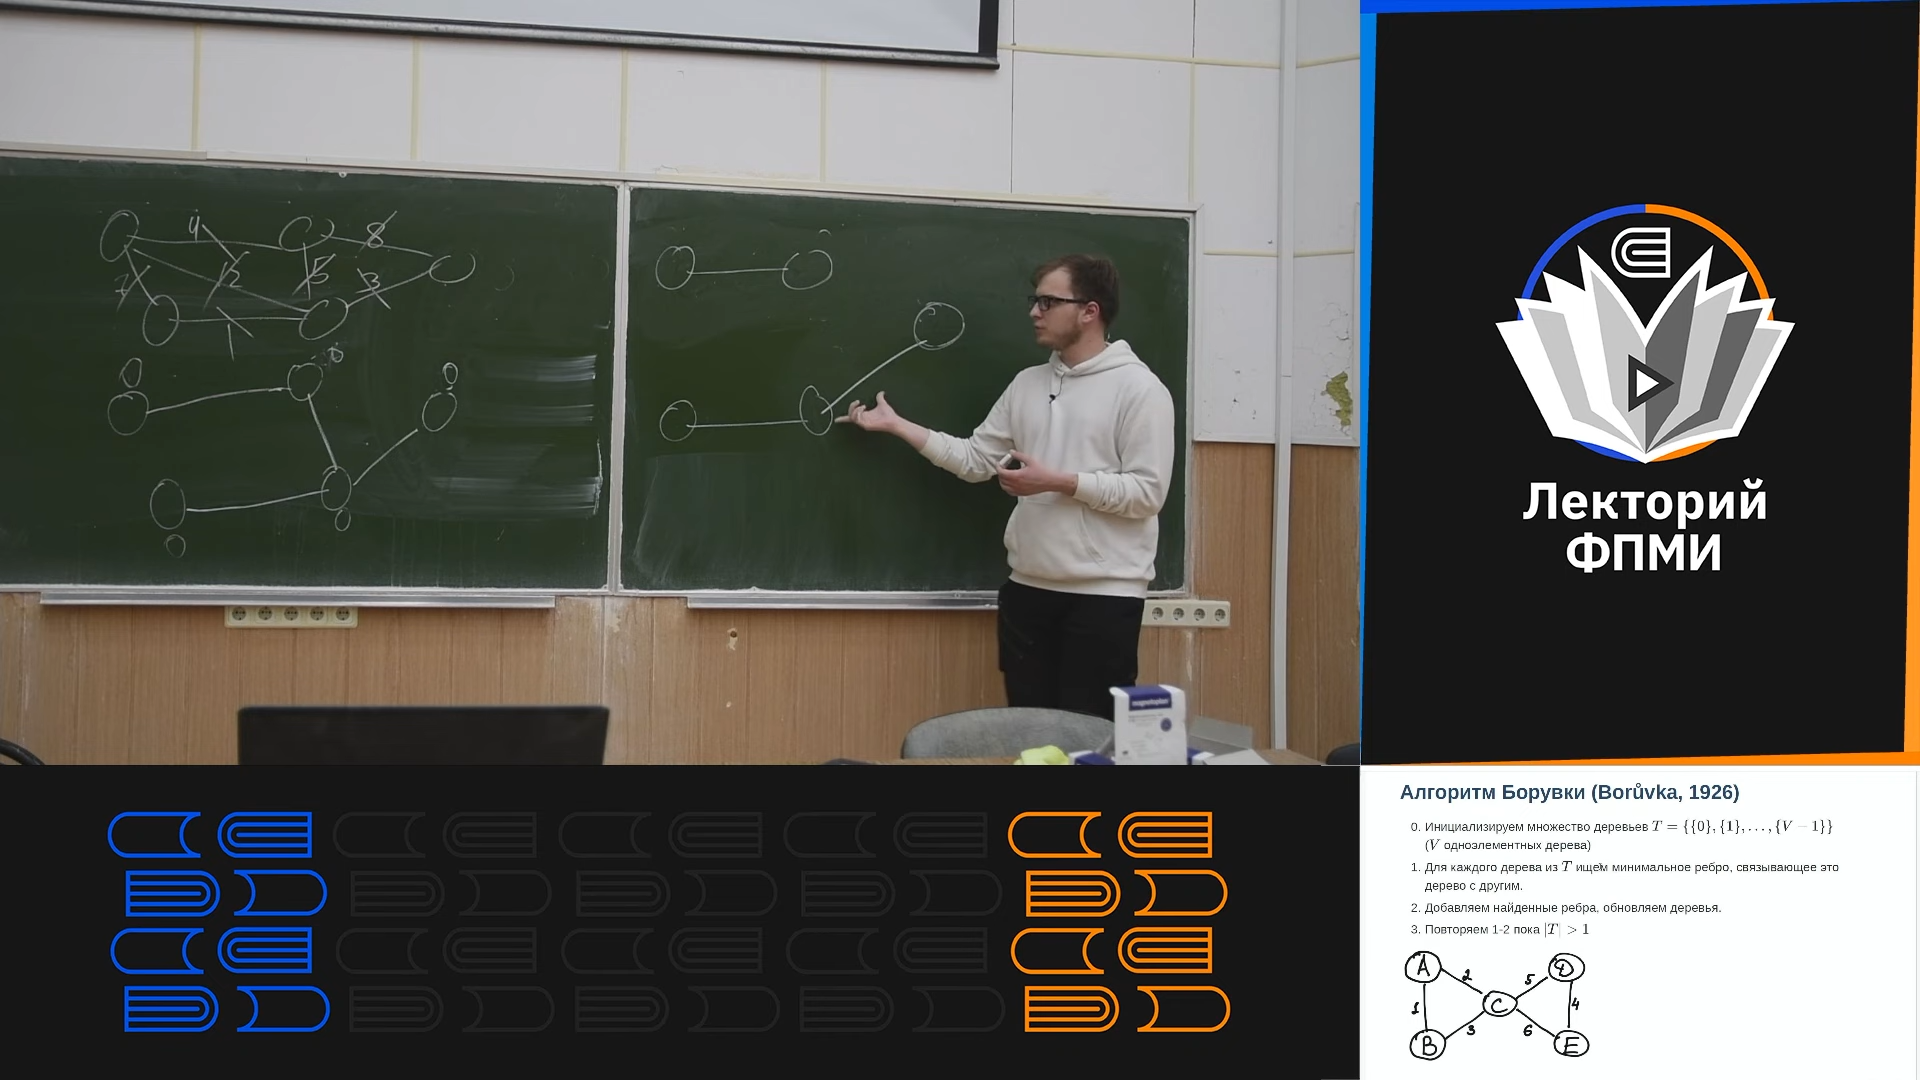 4
8
7
12
5
3
1
Лекторий
ФПМИ
Алгоритм Борувки (Borůvka, 1926)
0. Инициализируем множество деревьев T = {{0}, {1}, ..., {V − 1}}
(V одноэлементных дерева)
1. Для каждого дерева из T ищем минимальное ребро, связывающее это
дерево с другим.
2. Добавляем найденные ребра, обновляем деревья.
3. Повторяем 1-2 пока |T| > 1
A 2 5 D
1 C 4
B 3 6 E